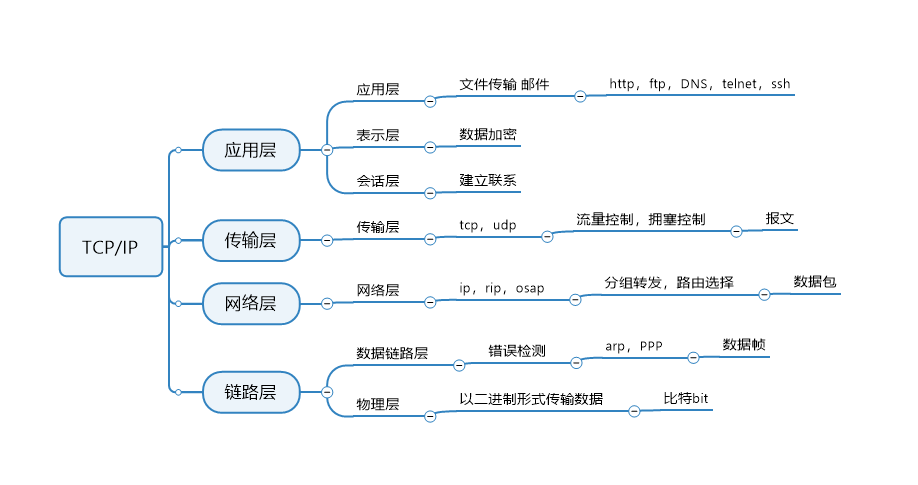 TCP/IP
应用层
应用层
文件传输 邮件
http，ftp，DNS，telnet，ssh
表示层
数据加密
会话层
建立联系
传输层
传输层
tcp，udp
流量控制，拥塞控制
报文
网络层
网络层
ip，rip，osap
分组转发，路由选择
数据包
链路层
数据链路层
错误检测
arp，PPP
数据帧
物理层
以二进制形式传输数据
比特bit